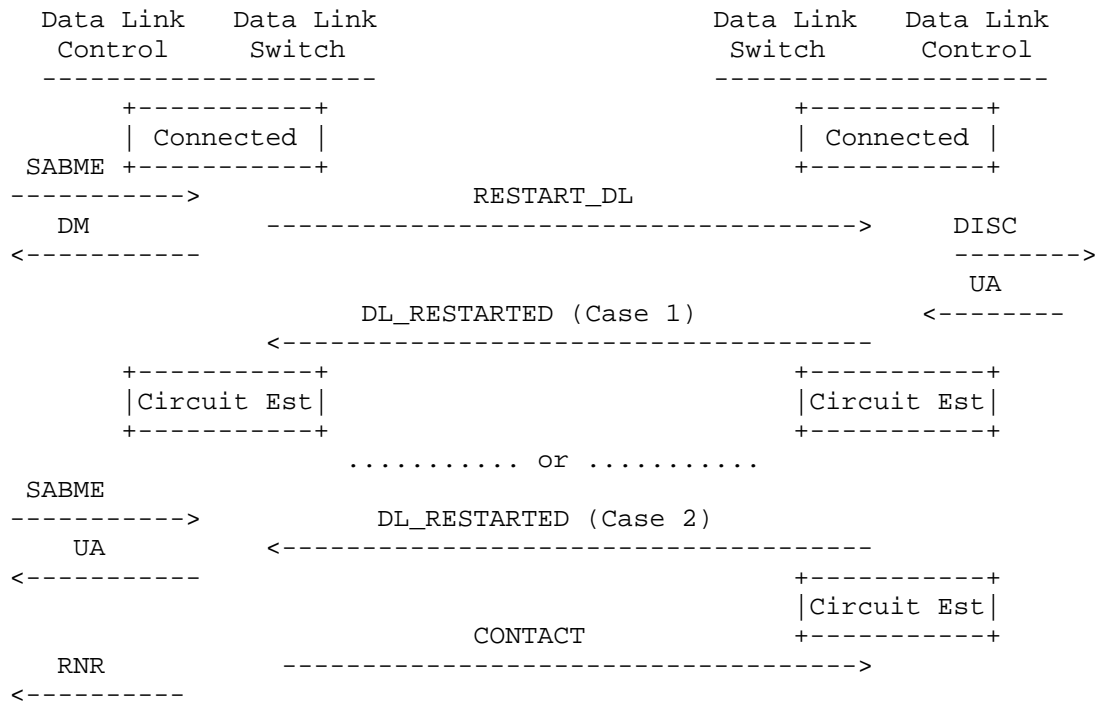 Data Link    Data Link                     Data Link    Data Link
   Control     Switch                         Switch      Control
  ---------------------                     ---------------------
       +-----------+                             +-----------+
       | Connected |                             | Connected |
 SABME +-----------+                             +-----------+
----------->                 RESTART_DL
   DM           ------------------------------------->     DISC
<-----------                                               -------->
                                                            UA
                      DL_RESTARTED (Case 1)              <--------
                <-------------------------------------
       +-----------+                             +-----------+
       |Circuit Est|                             |Circuit Est|
       +-----------+                             +-----------+
                     ........... or ...........
 SABME
----------->           DL_RESTARTED (Case 2)
    UA          <-------------------------------------
<-----------                                     +-----------+
                                                 |Circuit Est|
                             CONTACT             +-----------+
   RNR           ------------------------------------>
<----------